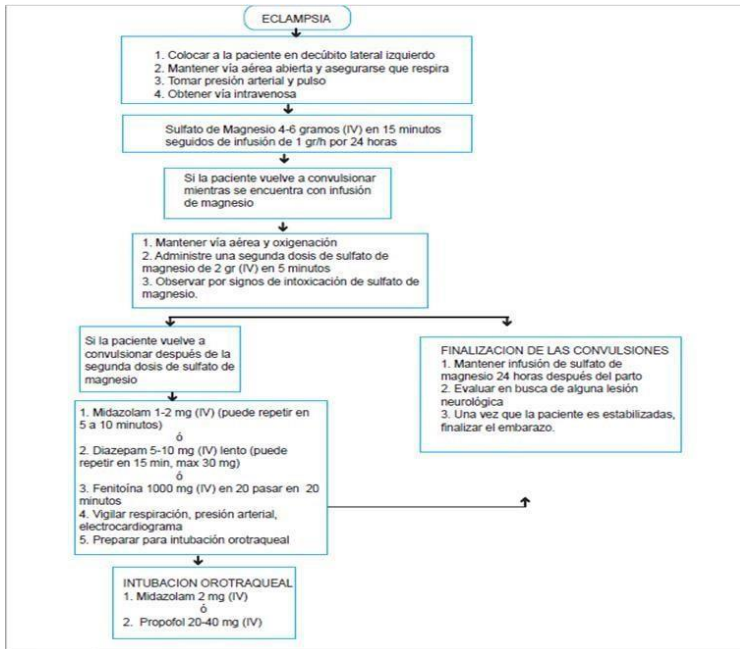 ECLAMPSIA
1. Colocar a la paciente en decúbito lateral izquierdo
2. Mantener vía aérea abierta y asegurarse que respira
3. Tomar presión arterial y pulso
4. Obtener vía intravenosa
Sulfato de Magnesio 4-6 gramos (IV) en 15 minutos
seguidos de infusión de 1 gr/h por 24 horas
Si la paciente vuelve a convulsionar
mientras se encuentra con infusión
de magnesio
1. Mantener vía aérea y oxigenación
2. Administre una segunda dosis de sulfato de
magnesio de 2 gr (IV) en 5 minutos
3. Observar por signos de intoxicación de sulfato de
magnesio.
Si la paciente vuelve a
convulsionar después de la
segunda dosis de sulfato de
magnesio
1. Midazolam 1-2 mg (IV) (puede repetir en
5 a 10 minutos)
ó
2. Diazepam 5-10 mg (IV) lento (puede
repetir en 15 min, max 30 mg)
ó
3. Fenitoína 1000 mg (IV) en 20 pasar en 20
minutos
4. Vigilar respiración, presión arterial,
electrocardiograma
5. Preparar para intubación orotraqueal
INTUBACION OROTRAQUEAL
1. Midazolam 2 mg (IV)
ó
2. Propofol 20-40 mg (IV)
FINALIZACION DE LAS CONVULSIONES
1. Mantener infusión de sulfato de
magnesio 24 horas después del parto
2. Evaluar en busca de alguna lesión
neurológica
3. Una vez que la paciente es estabilizadas,
finalizar el embarazo.